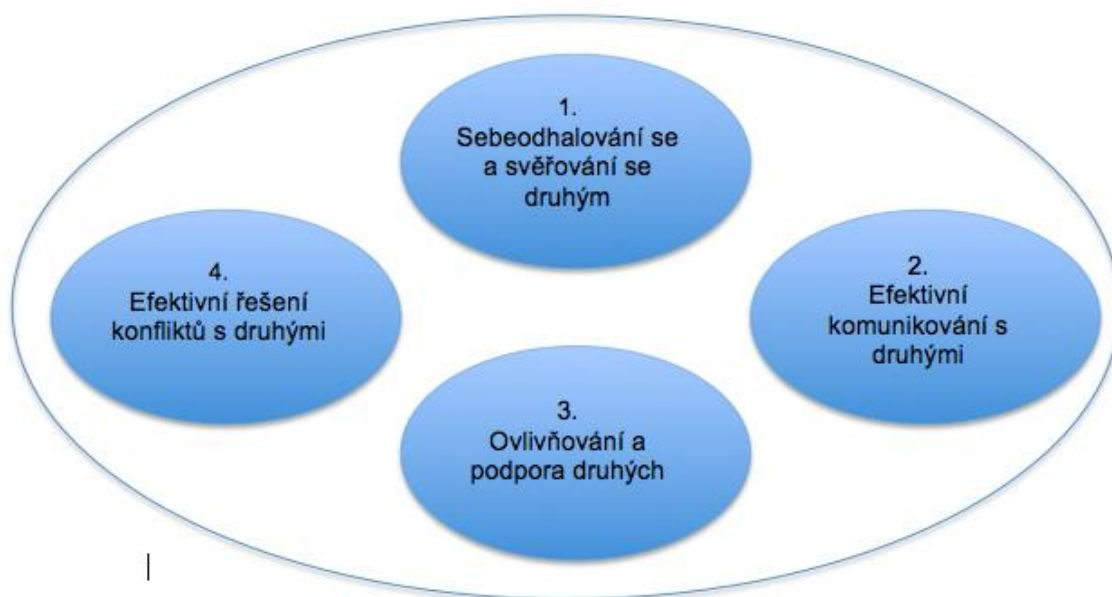 1.
Sebeodhalování se
a svěřování se
druhým
2.
Efektivní
komunikování s
druhými
3.
Ovlivňování a
podpora druhých
4.
Efektivní řešení
konfliktů s druhými